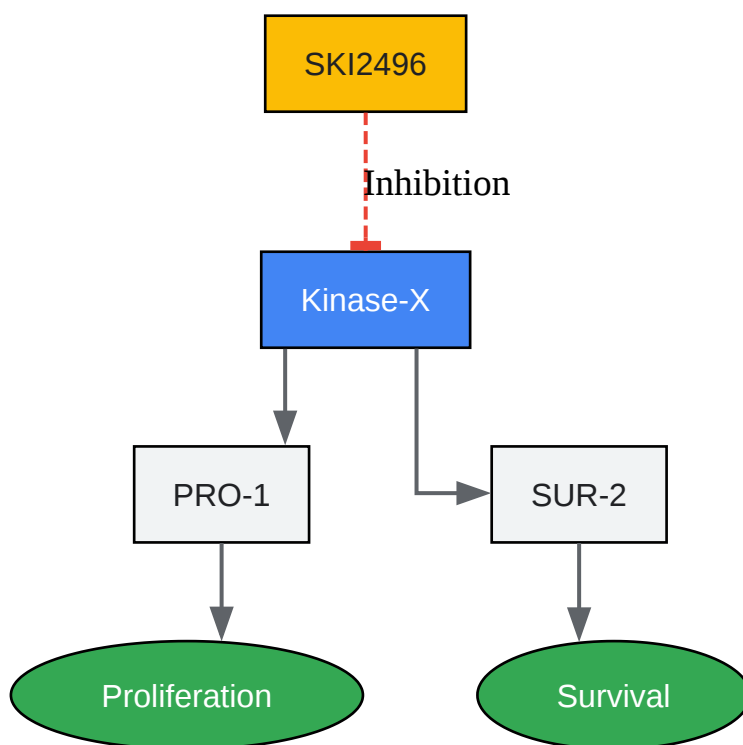 SKI2496
Inhibition
Kinase-X
PRO-1
SUR-2
Proliferation
Survival